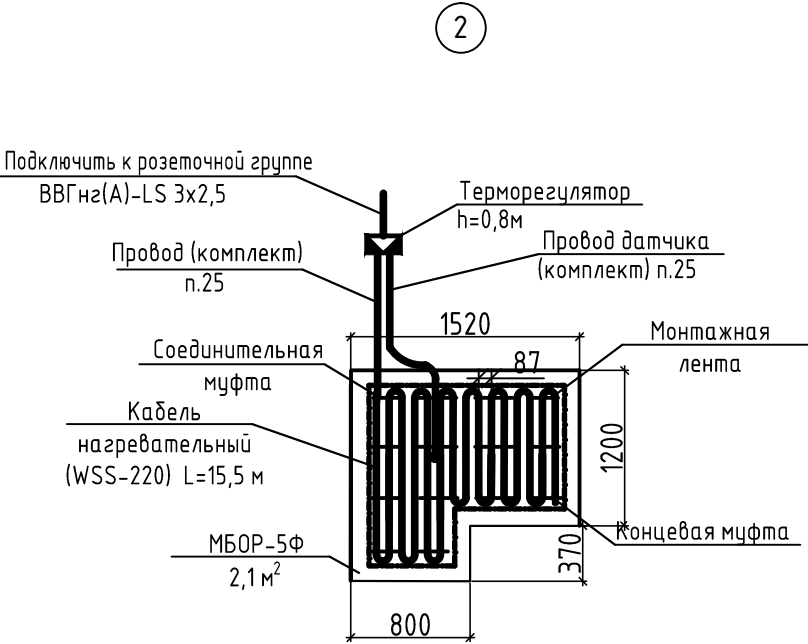 2
Подключить к розеточной группе
ВВГнг(А)-LS 3х2,5
Терморегулятор
h=0,8м
Провод (комплект)
п.25
Провод датчика
(комплект) п.25
1520
Монтажная
лента
Соединительная
муфта
87
Кабель
нагревательный
(WSS-220) L=15,5 м
1200
МБОР-5Ф
2,1 м²
Концевая муфта
370
800